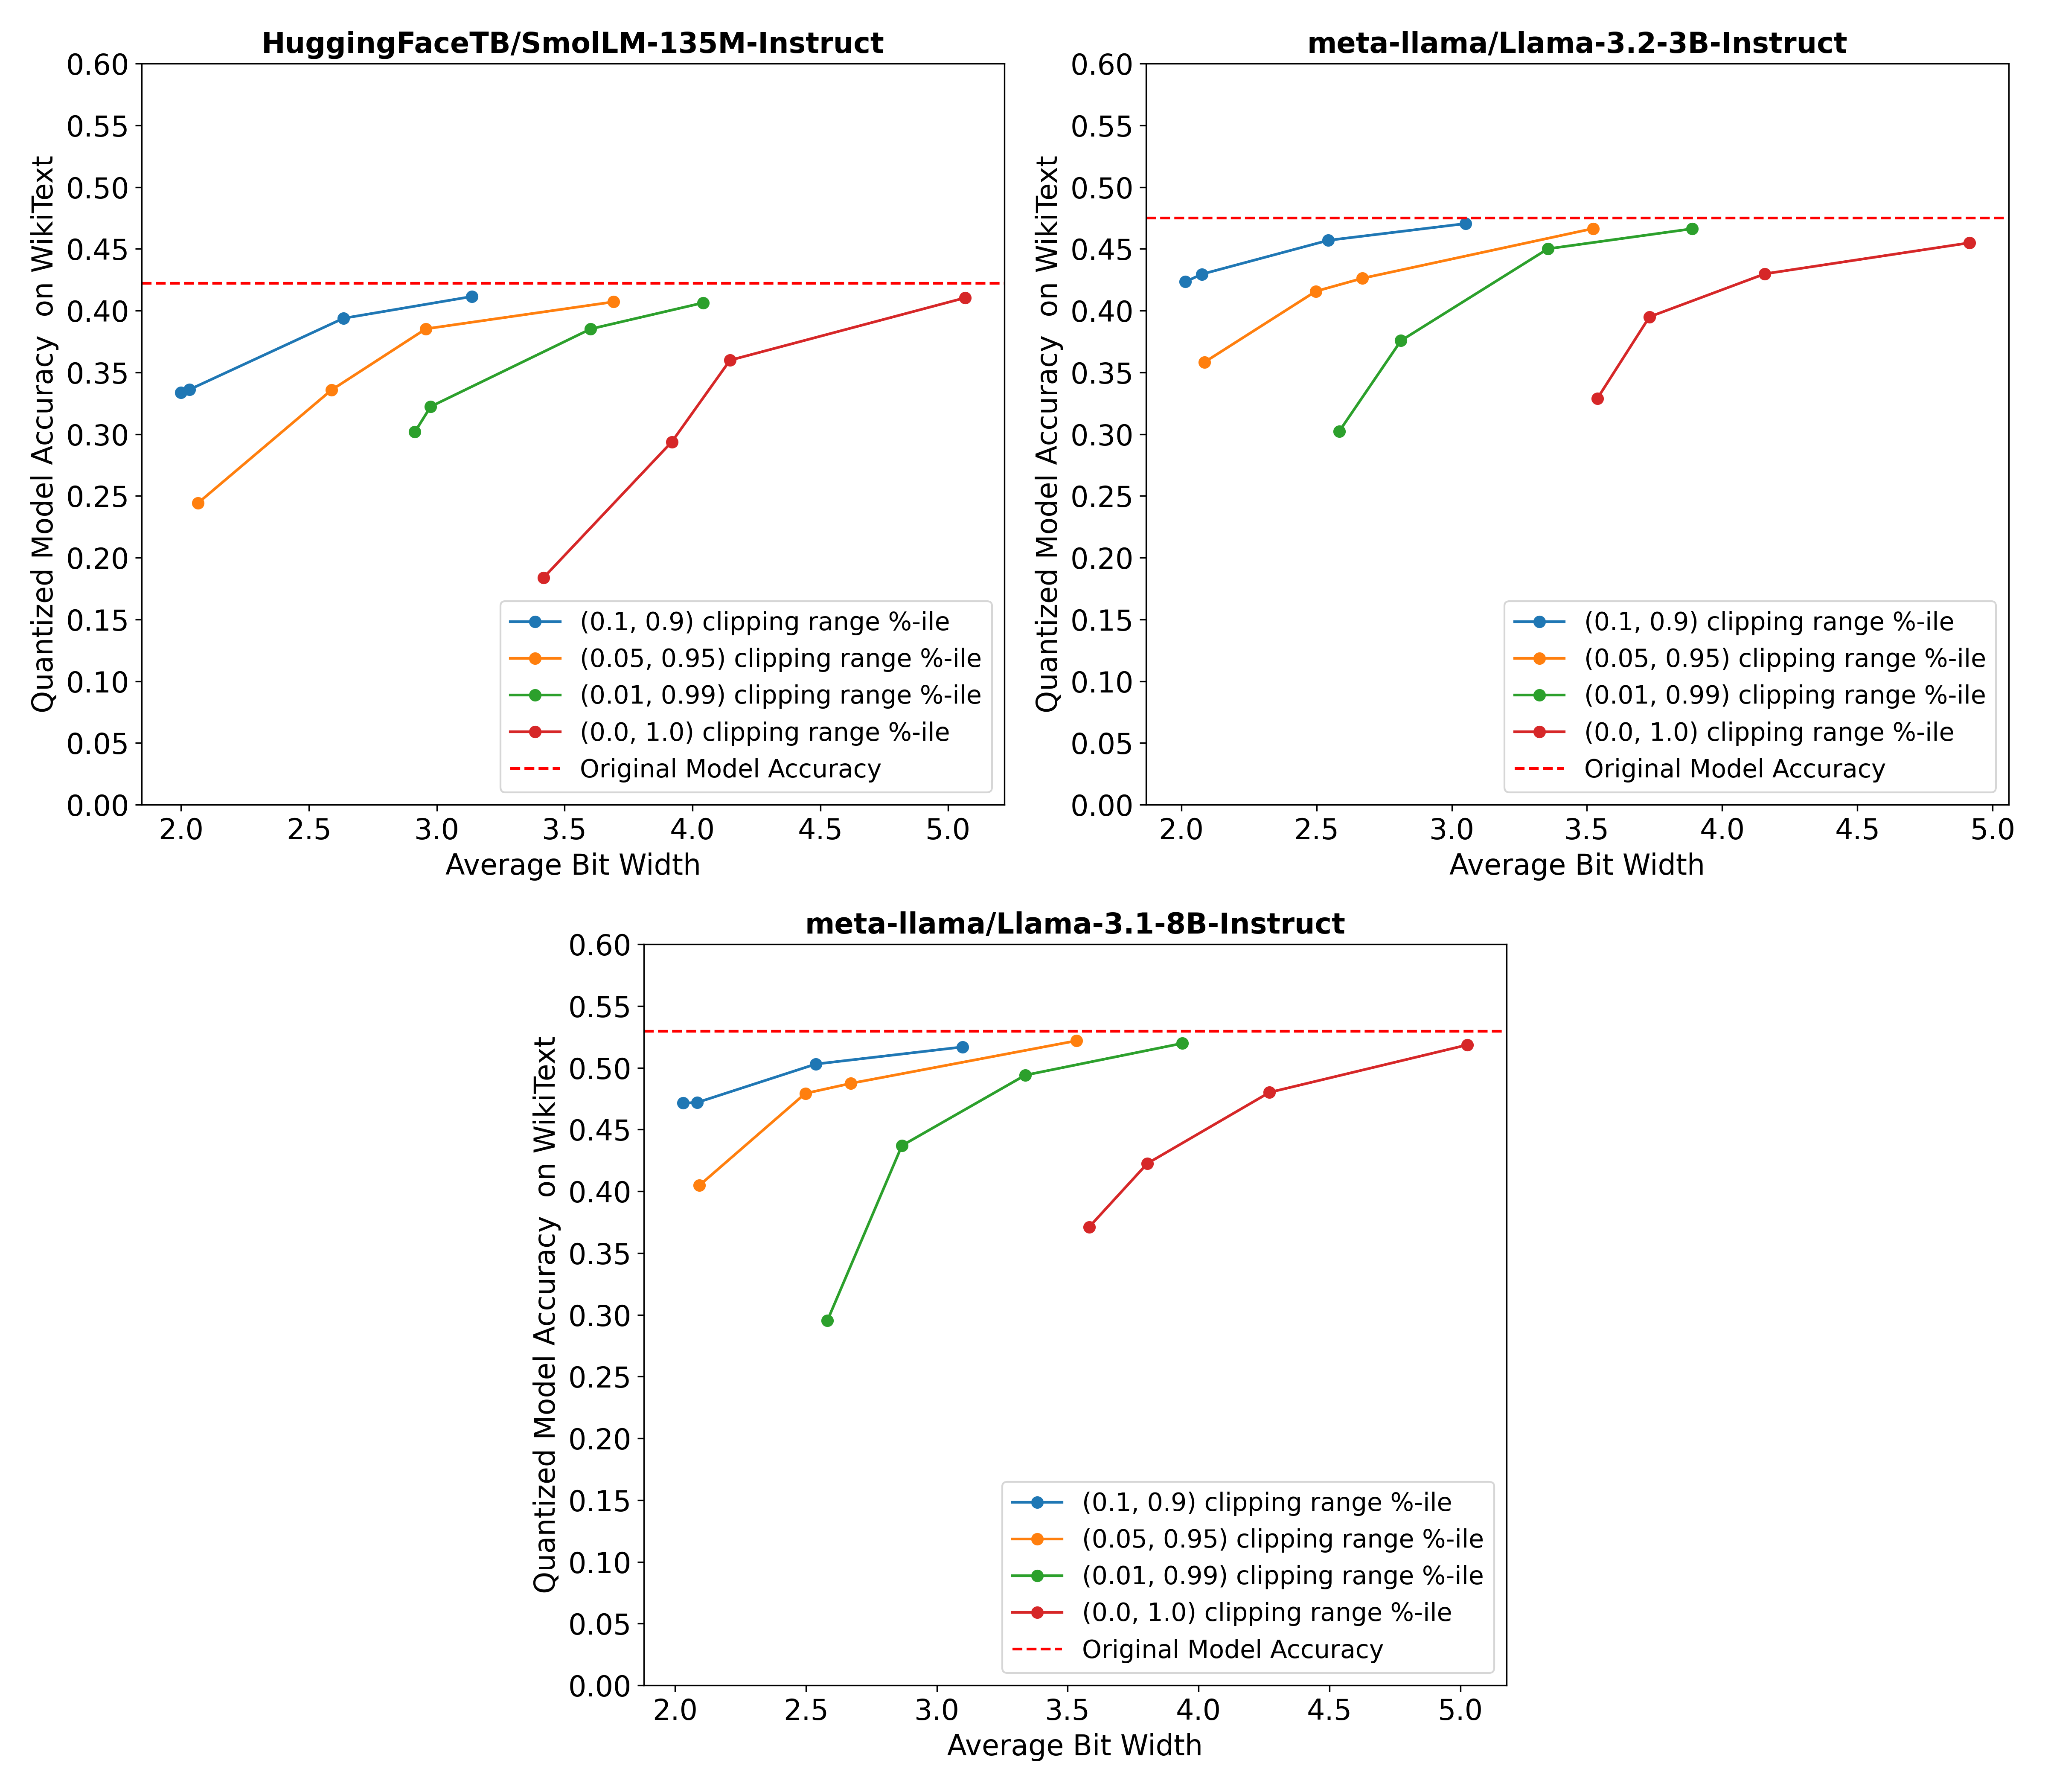 HuggingFaceTB/SmolLM-135M-Instruct
0.60
0.55
0.50
0.45
0.40
0.35
0.30
0.25
0.20
0.15
0.10
0.05
0.00
Quantized Model Accuracy on WikiText
(0.1, 0.9) clipping range %-ile
(0.05, 0.95) clipping range %-ile
(0.01, 0.99) clipping range %-ile
(0.0, 1.0) clipping range %-ile
Original Model Accuracy
2.0 2.5 3.0 3.5 4.0 4.5 5.0
Average Bit Width
meta-llama/Llama-3.2-3B-Instruct
0.60
0.55
0.50
0.45
0.40
0.35
0.30
0.25
0.20
0.15
0.10
0.05
0.00
Quantized Model Accuracy on WikiText
(0.1, 0.9) clipping range %-ile
(0.05, 0.95) clipping range %-ile
(0.01, 0.99) clipping range %-ile
(0.0, 1.0) clipping range %-ile
Original Model Accuracy
2.0 2.5 3.0 3.5 4.0 4.5 5.0
Average Bit Width
meta-llama/Llama-3.1-8B-Instruct
0.60
0.55
0.50
0.45
0.40
0.35
0.30
0.25
0.20
0.15
0.10
0.05
0.00
Quantized Model Accuracy on WikiText
(0.1, 0.9) clipping range %-ile
(0.05, 0.95) clipping range %-ile
(0.01, 0.99) clipping range %-ile
(0.0, 1.0) clipping range %-ile
Original Model Accuracy
2.0 2.5 3.0 3.5 4.0 4.5 5.0
Average Bit Width